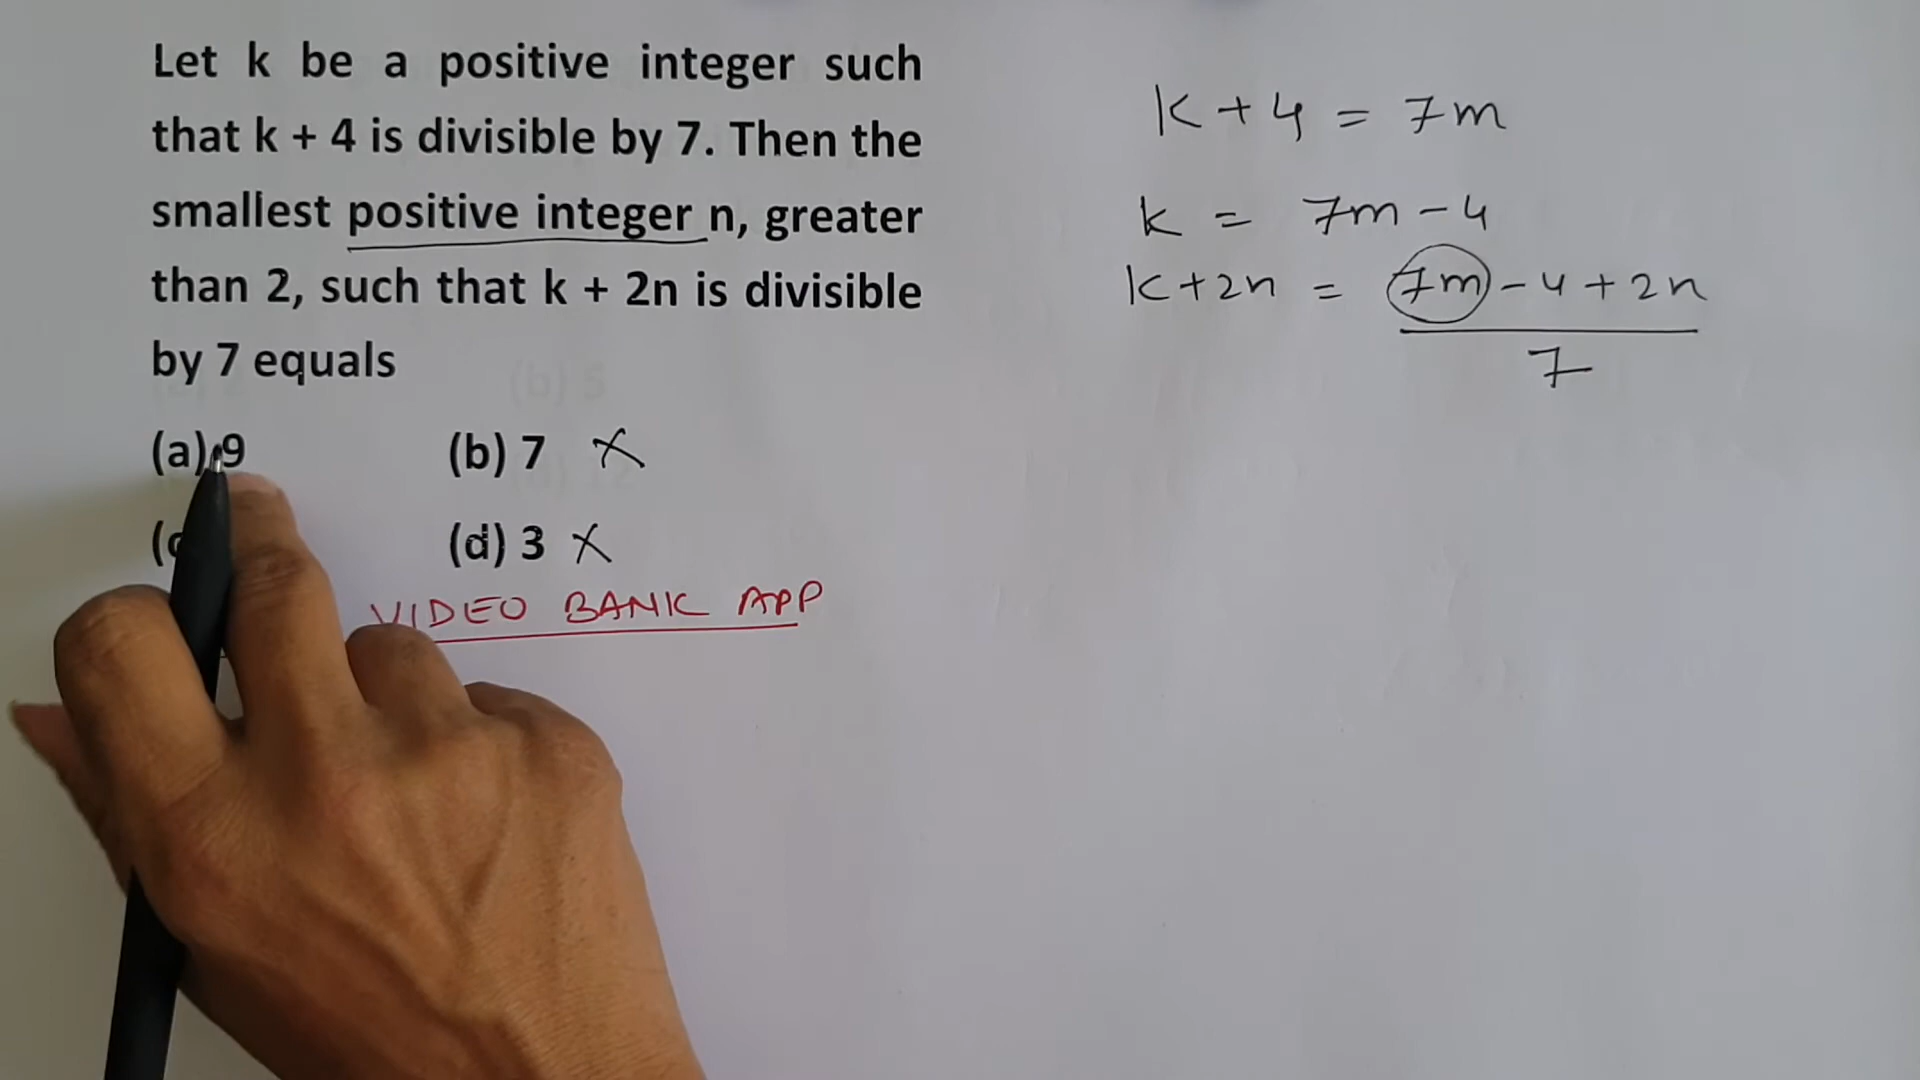 Let k be a positive integer such
that k + 4 is divisible by 7. Then the
smallest positive integer n, greater
than 2, such that k + 2n is divisible
by 7 equals
(a) 9 (b) 7 X
(c (d) 3 X
VIDEO BANK APP
K + 4 = 7m
k = 7m - 4
k + 2n = 7m - 4 + 2n
7